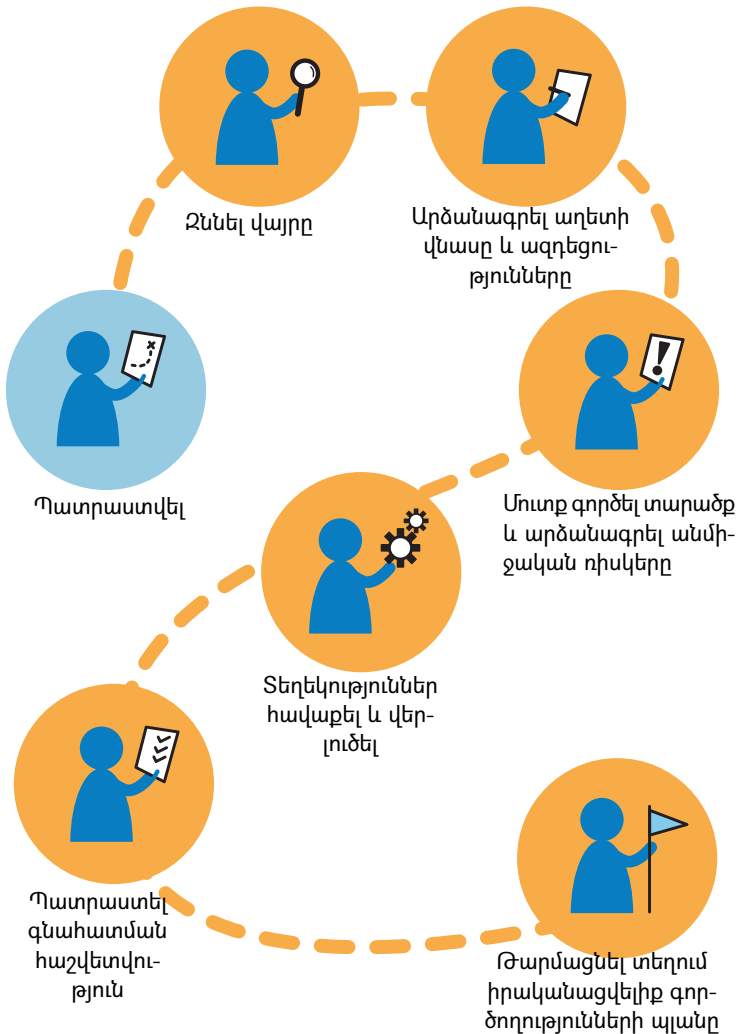 Պատրաստվել
Զննել վայրը
Արձանագրել աղետի
վնասը և ազդեցու-
թյունները
Մուտք գործել տարածք
և արձանագրել անմի-
ջական ռիսկերը
Տեղեկություններ
հավաքել և վեր-
լուծել
Պատրաստել
գնահատման
հաշվետվու-
թյուն
Թարմացնել տեղում
իրականացվելիք գոր-
ծողությունների պլանը